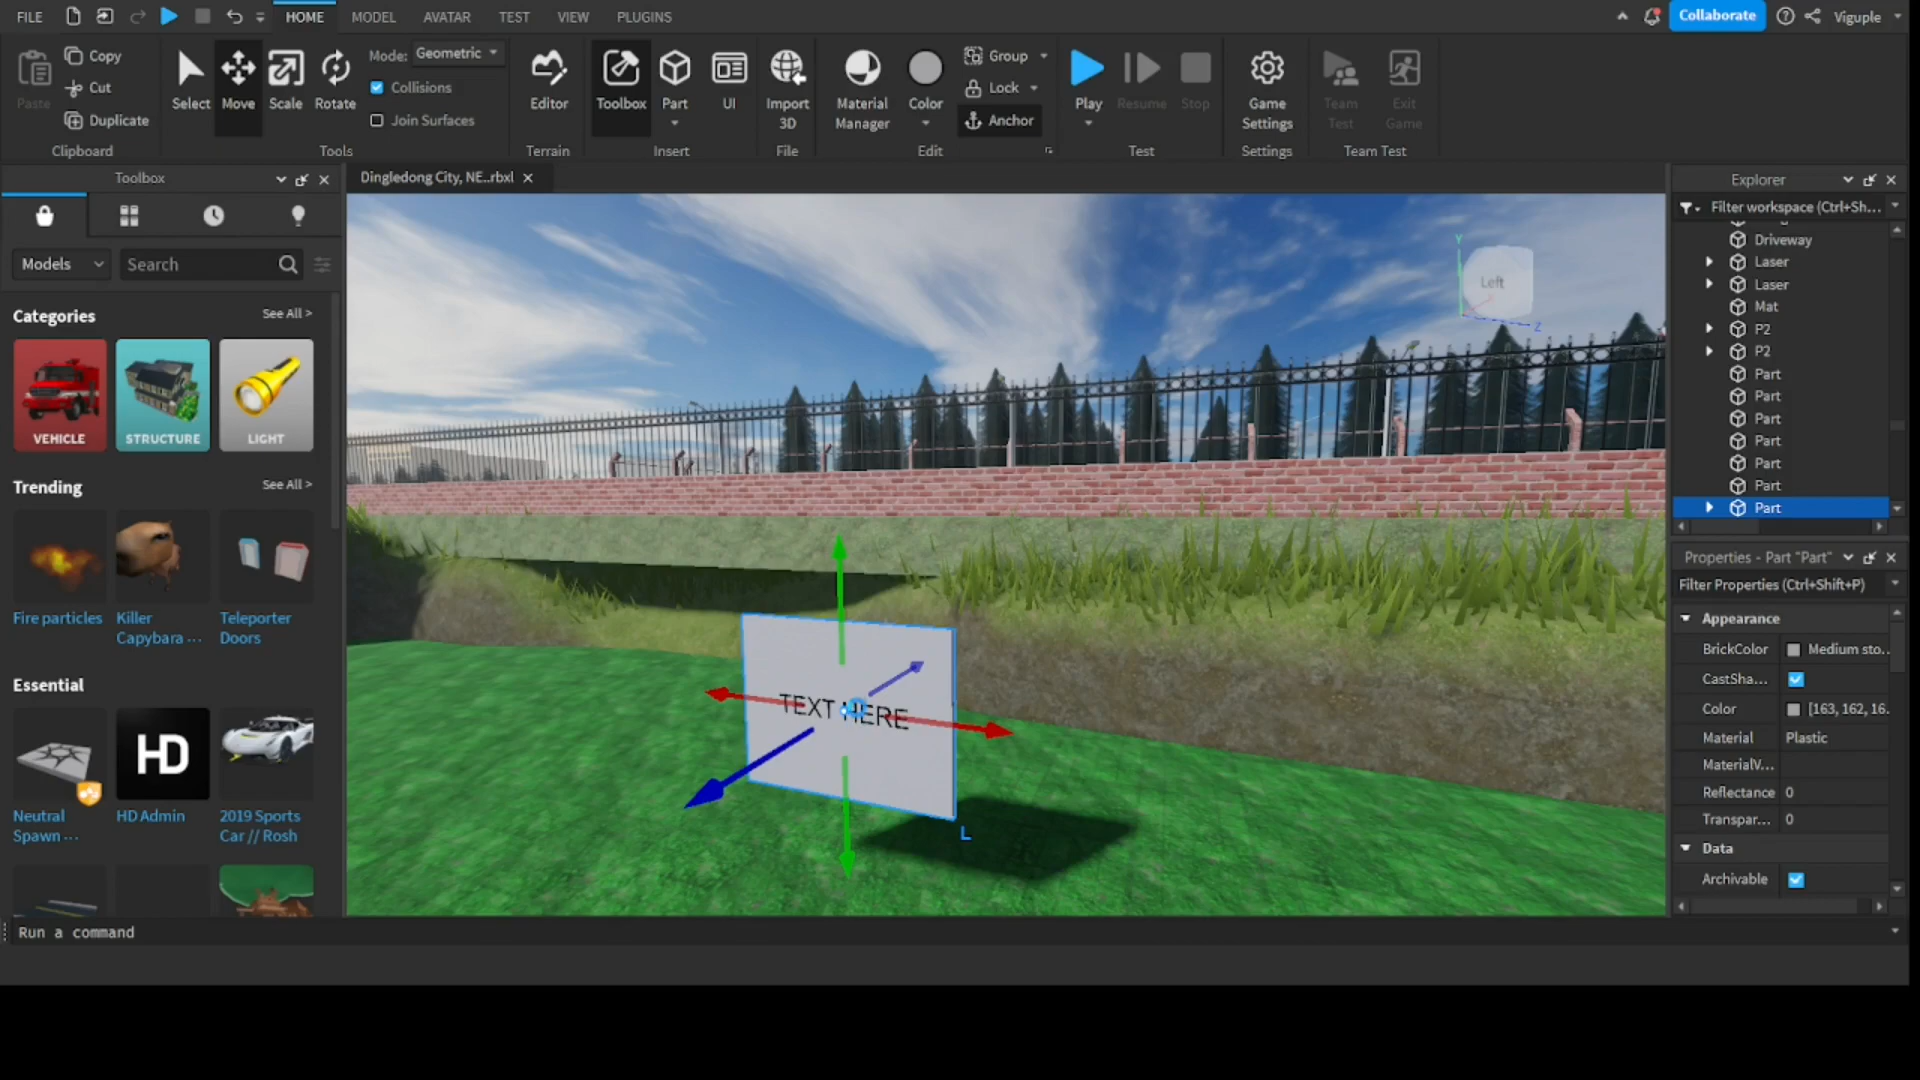 FILE
HOME
MODEL
AVATAR
TEST
VIEW
PLUGINS
Collaborate
Viguple
Paste
Copy
Cut
Duplicate
Clipboard
Select
Move
Scale
Rotate
Mode: Geometric
Collisions
Join Surfaces
Tools
Editor
Terrain
Toolbox
Part
UI
Insert
Import
3D
File
Material
Manager
Color
Group
Lock
Anchor
Edit
Play
Resume
Stop
Test
Game
Settings
Settings
Team
Test
Exit
Game
Team Test
Toolbox
Models
Search
Categories
See All >
VEHICLE
STRUCTURE
LIGHT
Trending
See All >
Fire particles
Killer
Capybara ...
Teleporter
Doors
Essential
HD
Neutral
Spawn ...
HD Admin
2019 Sports
Car // Rosh
Dingledong City, NE...rbxl
Y
Left
Z
TEXT HERE
L
Explorer
Filter workspace (Ctrl+Sh...
Driveway
Laser
Laser
Mat
P2
P2
Part
Part
Part
Part
Part
Part
Part
Properties - Part "Part"
Filter Properties (Ctrl+Shift+P)
Appearance
BrickColor Medium sto...
CastSha...
Color [163, 162, 16...
Material Plastic
MaterialV...
Reflectance 0
Transpar... 0
Data
Archivable
Run a command